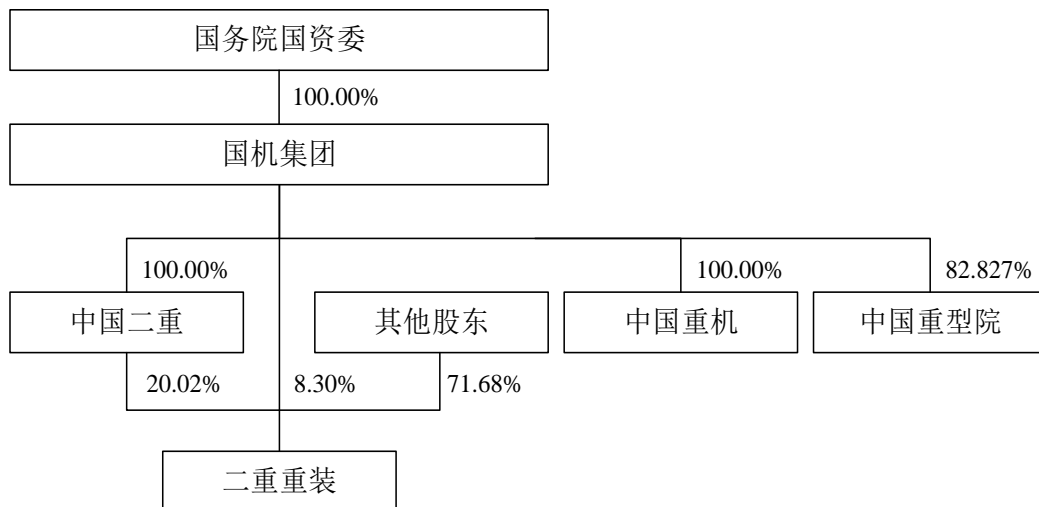 国务院国资委
100.00%
国机集团
100.00%
100.00%
82.827%
中国二重
其他股东
中国重机
中国重型院
20.02%
8.30%
71.68%
二重重装